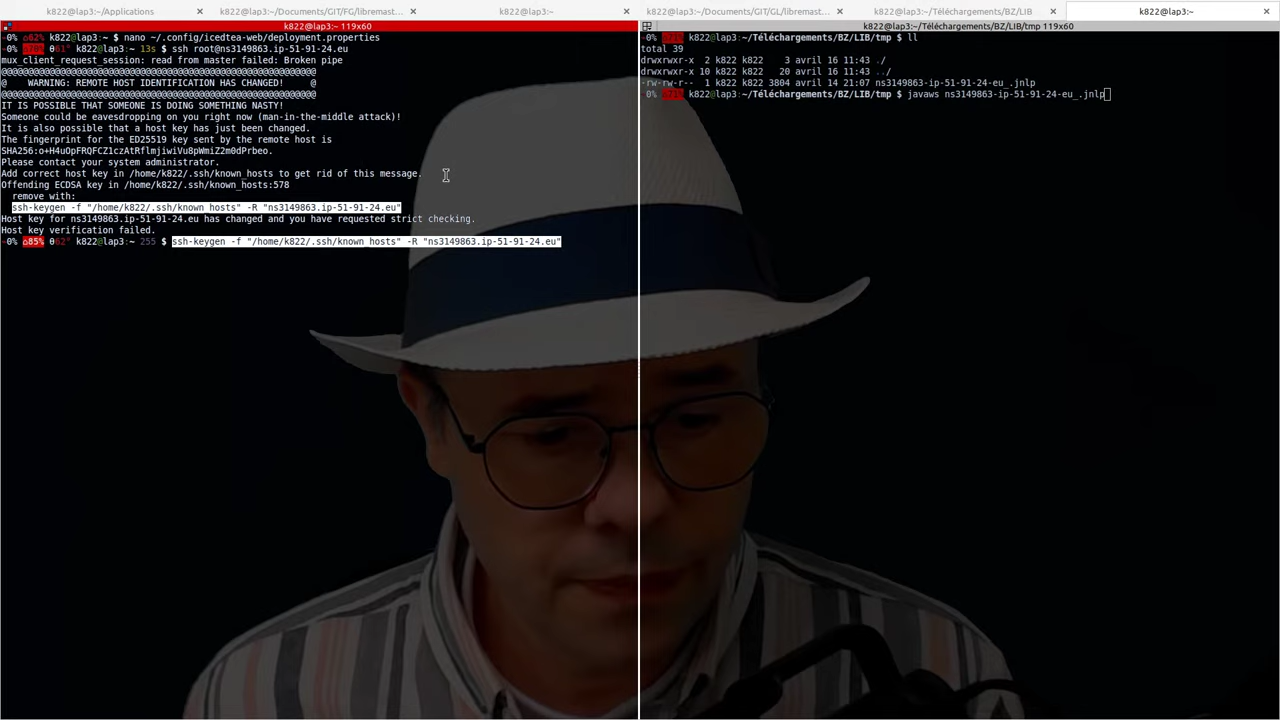 k822@lap3:~/Applications
k822@lap3:~/Documents/GIT/FG/libremast...
k822@lap3:~
k822@lap3:~/Documents/GIT/GL/libremast...
k822@lap3:~/Téléchargements/BZ/LIB
k822@lap3:~
k822@lap3:~ 119x60
0% 62% θ62° k822@lap3:~ $ nano ~/.config/icedtea-web/deployment.properties
0% 70% θ61° k822@lap3:~ 13s $ ssh root@ns3149863.ip-51-91-24.eu
mux_client_request_session: read from master failed: Broken pipe
@@@@@@@@@@@@@@@@@@@@@@@@@@@@@@@@@@@@@@@@@@@@@@@@@@@@@@@@@@@
@    WARNING: REMOTE HOST IDENTIFICATION HAS CHANGED!     @
@@@@@@@@@@@@@@@@@@@@@@@@@@@@@@@@@@@@@@@@@@@@@@@@@@@@@@@@@@@
IT IS POSSIBLE THAT SOMEONE IS DOING SOMETHING NASTY!
Someone could be eavesdropping on you right now (man-in-the-middle attack)!
It is also possible that a host key has just been changed.
The fingerprint for the ED25519 key sent by the remote host is
SHA256:o+H4uOpFRQFCZ1czAtRflmjiwiVu8pWmiZ2m0dPrbeo.
Please contact your system administrator.
Add correct host key in /home/k822/.ssh/known_hosts to get rid of this message.
Offending ECDSA key in /home/k822/.ssh/known_hosts:578
remove with:
ssh-keygen -f "/home/k822/.ssh/known_hosts" -R "ns3149863.ip-51-91-24.eu"
Host key for ns3149863.ip-51-91-24.eu has changed and you have requested strict checking.
Host key verification failed.
0% 85% θ62° k822@lap3:~ 255 $ ssh-keygen -f "/home/k822/.ssh/known_hosts" -R "ns3149863.ip-51-91-24.eu"
k822@lap3:~/Téléchargements/BZ/LIB/tmp 119x60
0% k822@lap3:~/Téléchargements/BZ/LIB/tmp $ ll
total 39
drwxrwxr-x  2 k822 k822    3 avril 16 11:43 ./
drwxrwxr-x 10 k822 k822   20 avril 16 11:43 ../
-rw-rw-r--  1 k822 k822 3804 avril 14 21:07 ns3149863-ip-51-91-24-eu_.jnlp
0% k822@lap3:~/Téléchargements/BZ/LIB/tmp $ javaws ns3149863-ip-51-91-24-eu_.jnlp